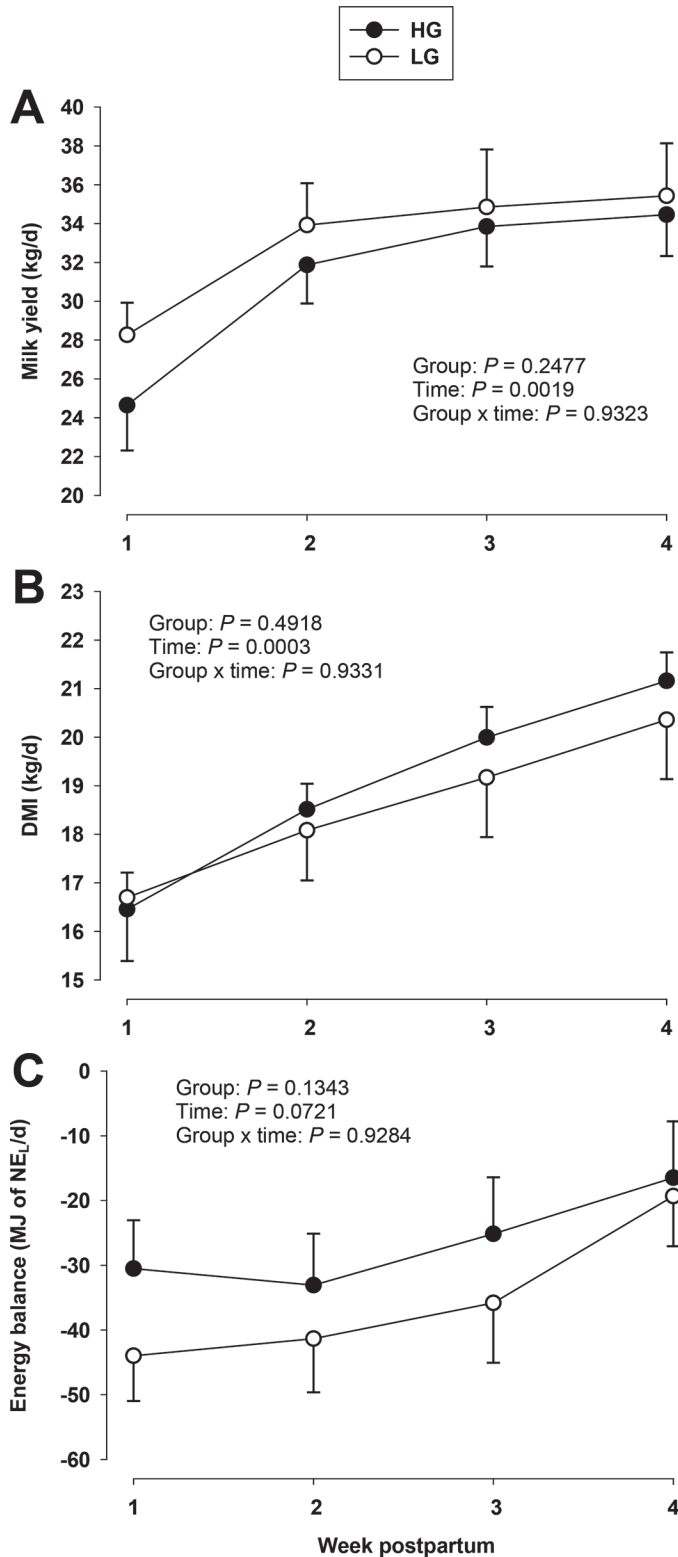 HG
LG
A
40
38
36
34
32
30
28
26
24
22
20
Milk yield (kg/d)
Group: P = 0.2477
Time: P = 0.0019
Group x time: P = 0.9323
1 2 3 4
B
23
22
21
20
19
18
17
16
15
DMI (kg/d)
Group: P = 0.4918
Time: P = 0.0003
Group x time: P = 0.9331
1 2 3 4
C
0
-10
-20
-30
-40
-50
-60
Energy balance (MJ of NEL/d)
Group: P = 0.1343
Time: P = 0.0721
Group x time: P = 0.9284
1 2 3 4
Week postpartum